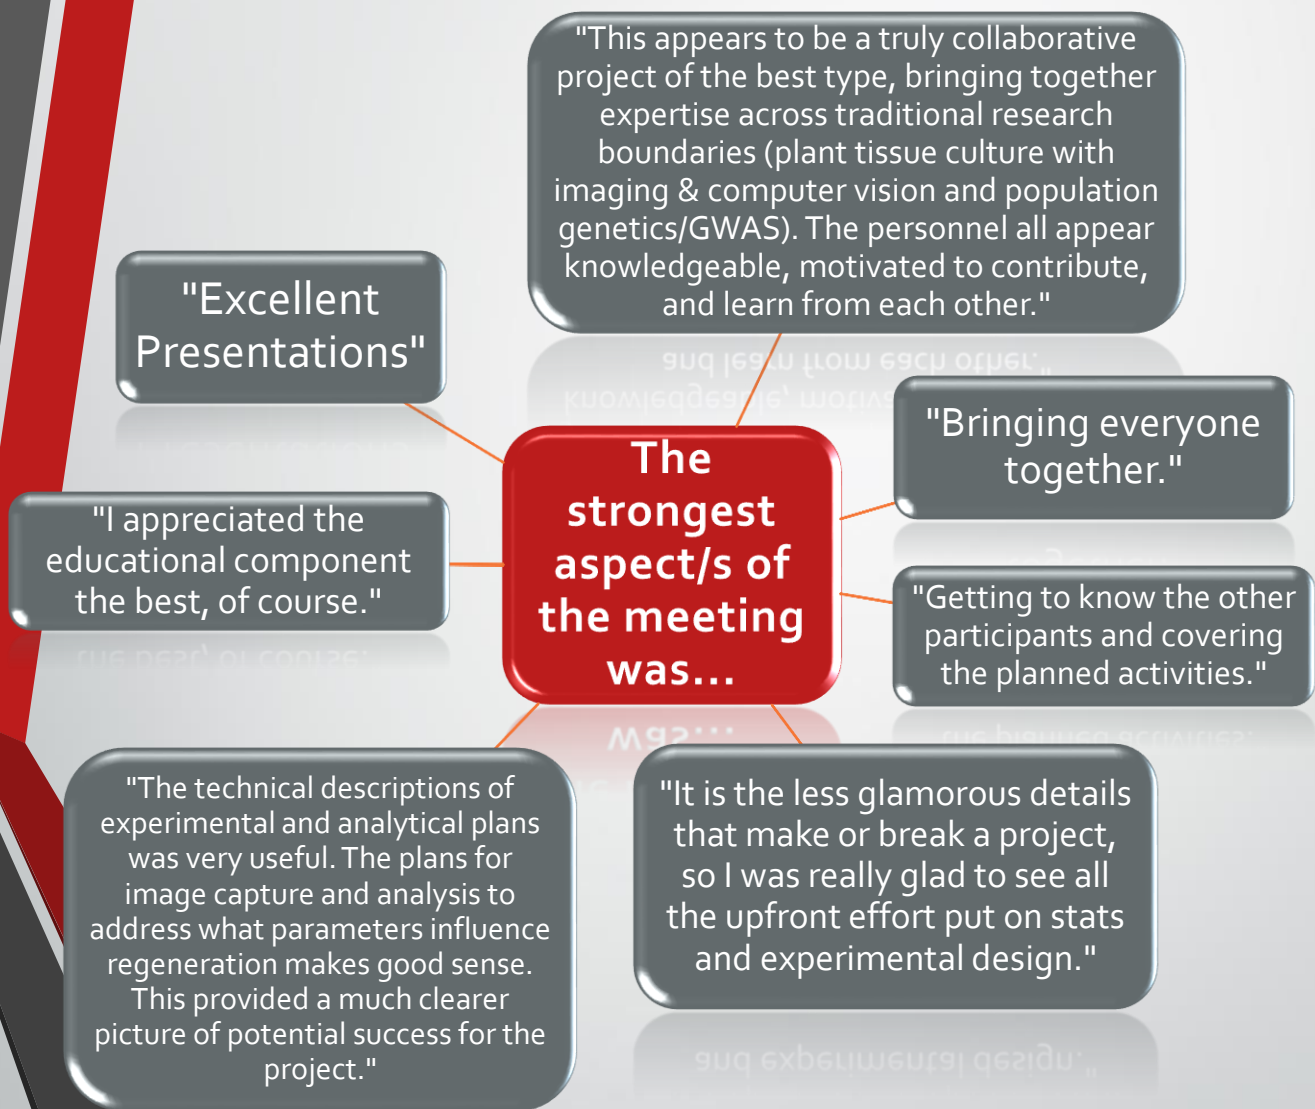 "This appears to be a truly collaborative
project of the best type, bringing together
expertise across traditional research
boundaries (plant tissue culture with
imaging & computer vision and population
genetics/GWAS). The personnel all appear
knowledgeable, motivated to contribute,
and learn from each other."
"Excellent
Presentations"
"Bringing everyone
together."
The
strongest
aspect/s of
the meeting
was...
"I appreciated the
educational component
the best, of course."
"Getting to know the other
participants and covering
the planned activities."
"The technical descriptions of
experimental and analytical plans
was very useful. The plans for
image capture and analysis to
address what parameters influence
regeneration makes good sense.
This provided a much clearer
picture of potential success for the
project."
"It is the less glamorous details
that make or break a project,
so I was really glad to see all
the upfront effort put on stats
and experimental design."